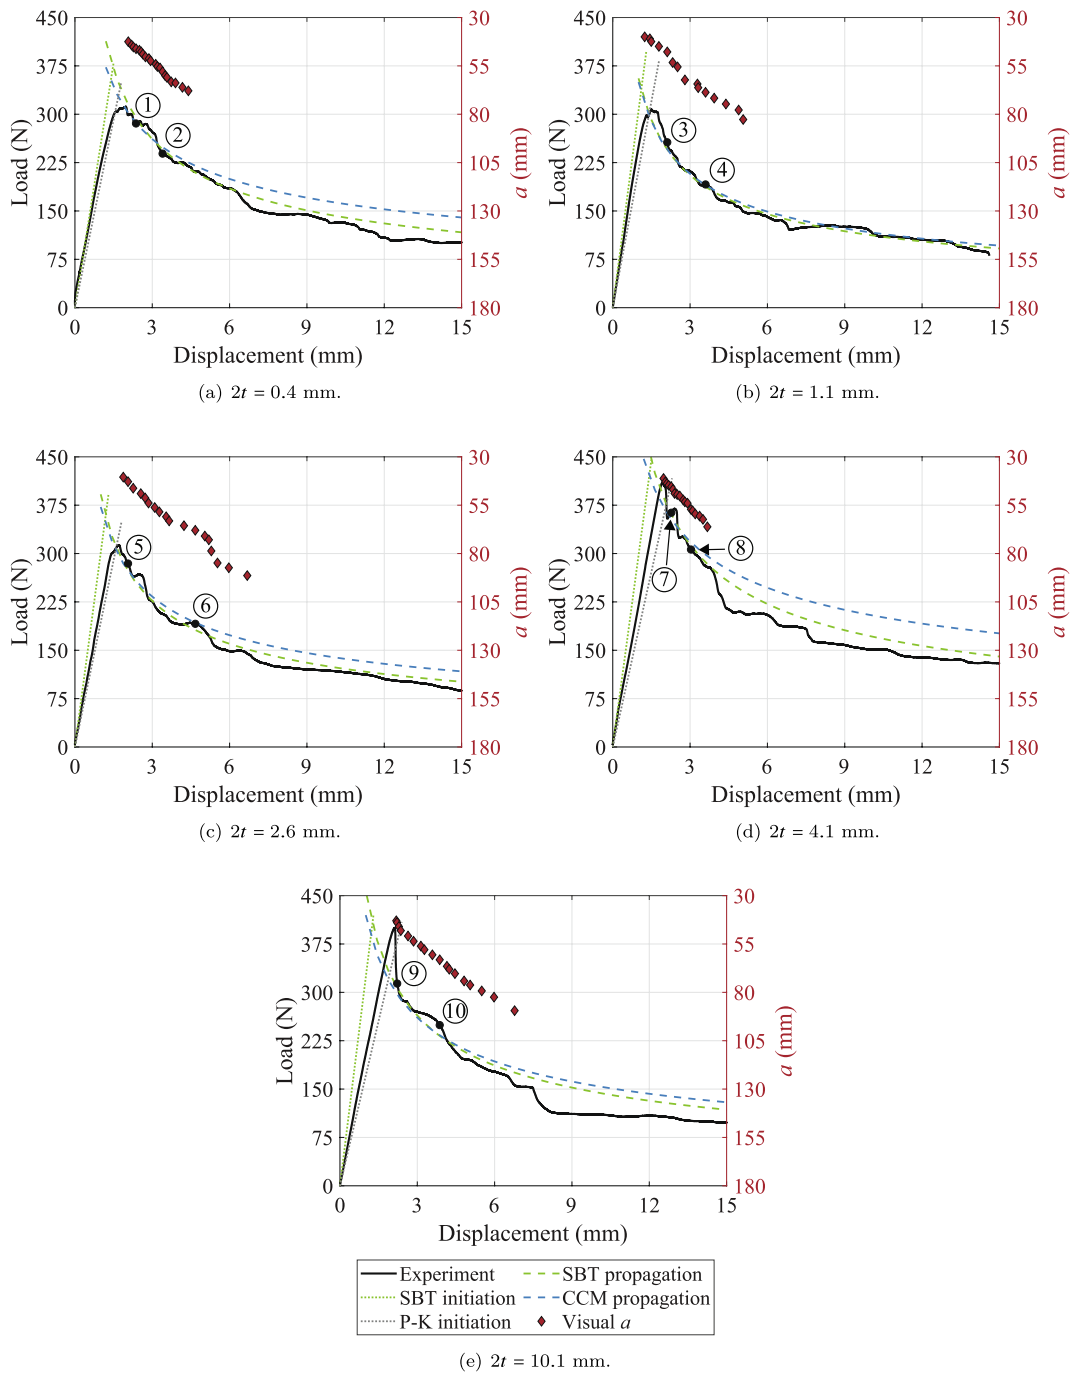 450 375 300 225 150 75 0
Load (N)
0 3 6 9 12 15
Displacement (mm)
30 55 80 105 130 155 180
a (mm)
1 2
(a) 2t = 0.4 mm.
450 375 300 225 150 75 0
Load (N)
0 3 6 9 12 15
Displacement (mm)
30 55 80 105 130 155 180
a (mm)
3 4
(b) 2t = 1.1 mm.
450 375 300 225 150 75 0
Load (N)
0 3 6 9 12 15
Displacement (mm)
30 55 80 105 130 155 180
a (mm)
5 6
(c) 2t = 2.6 mm.
450 375 300 225 150 75 0
Load (N)
0 3 6 9 12 15
Displacement (mm)
30 55 80 105 130 155 180
a (mm)
7 8
(d) 2t = 4.1 mm.
450 375 300 225 150 75 0
Load (N)
0 3 6 9 12 15
Displacement (mm)
30 55 80 105 130 155 180
a (mm)
9 10
Experiment SBT propagation
SBT initiation CCM propagation
P-K initiation Visual a
(e) 2t = 10.1 mm.